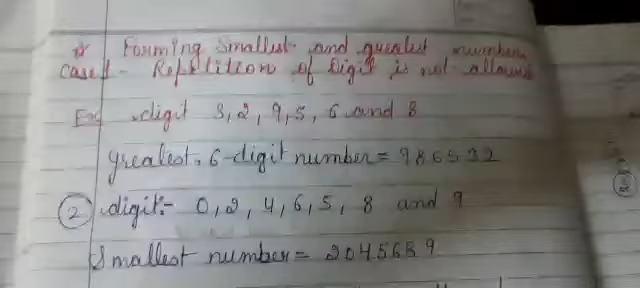 ☆ Forming smallest and greatest number
case 1 - Repetition of Digit is not allowed
Ex) digit 3, 2, 9, 5, 6 and 8
greatest 6-digit number = 986532
② digit:- 0, 2, 4, 6, 5, 8 and 9
Smallest number = 2045689